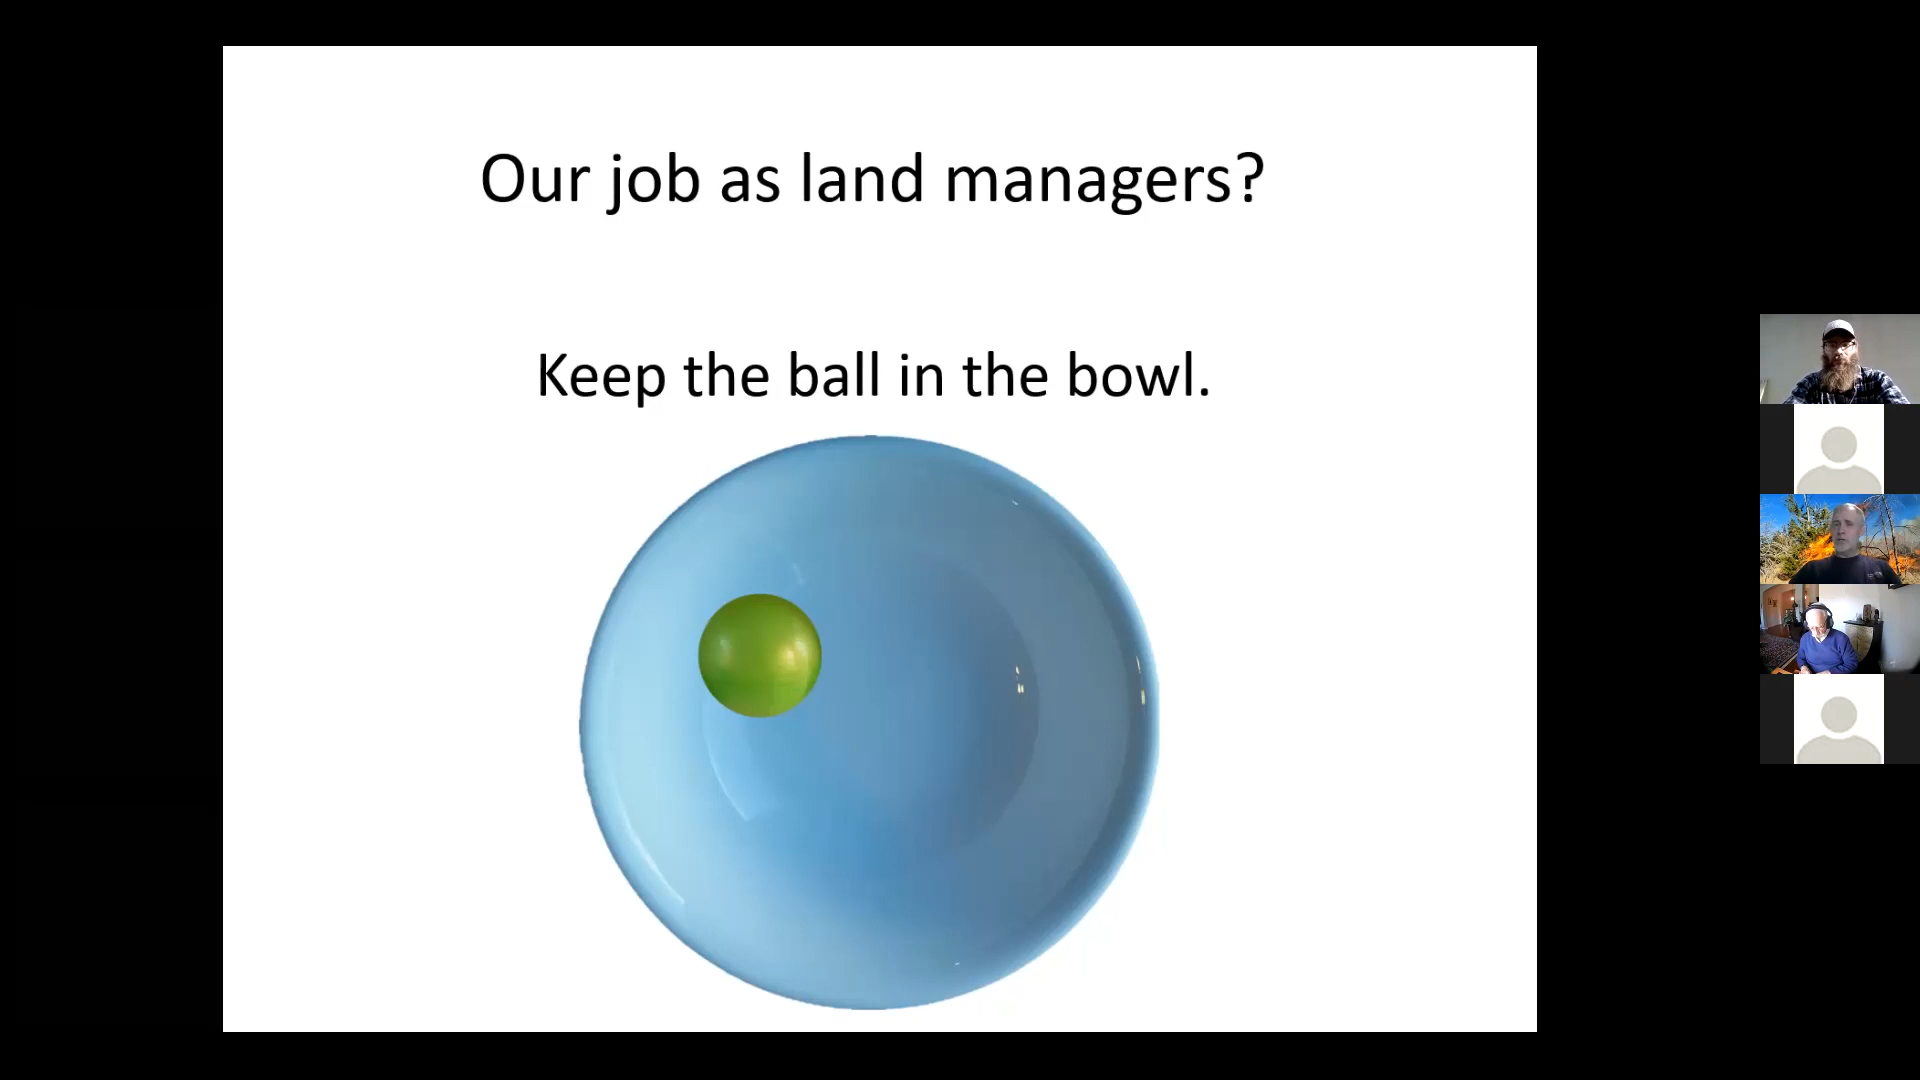 Our job as land managers?
Keep the ball in the bowl.